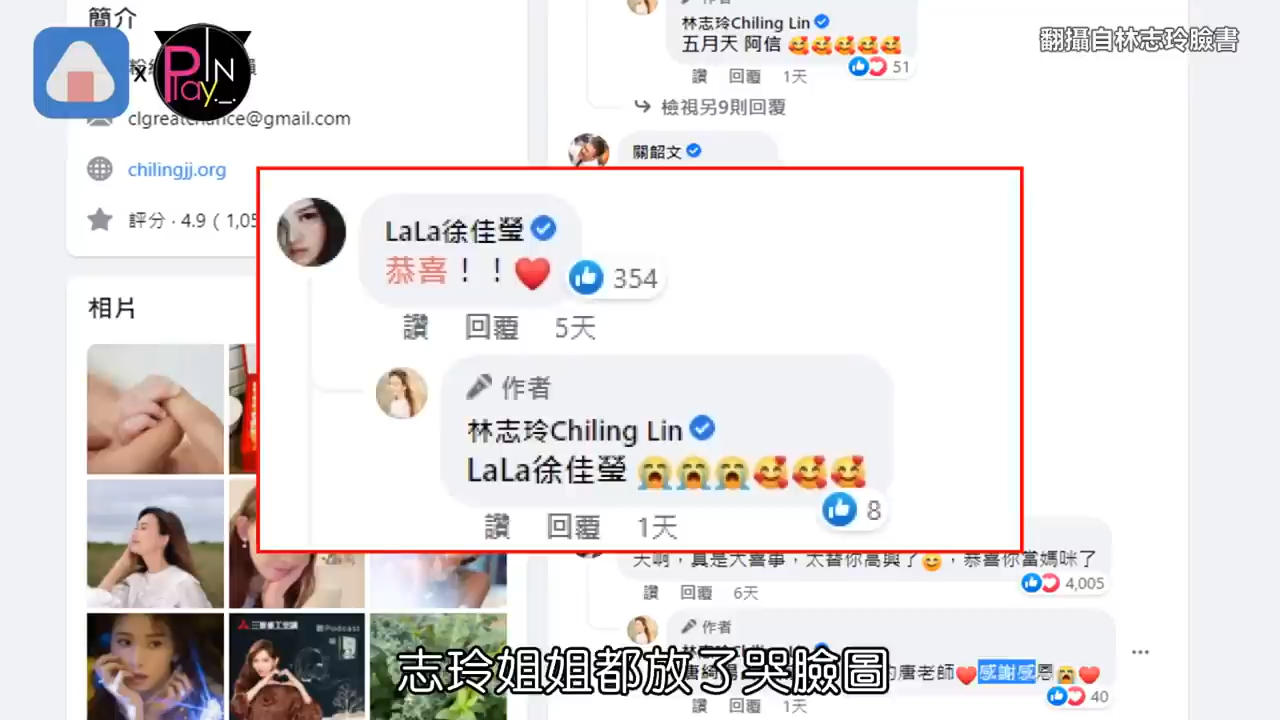 簡介
林志玲Chiling Lin
五月天 阿信
讚 回覆 1天
51
檢視另9則回覆
翻攝自林志玲臉書
x
Play IN
clgreatchance@gmail.com
關韶文
chilingjj.org
評分 · 4.9 ( 1,05
LaLa徐佳瑩
恭喜！！
354
讚 回覆 5天
相片
作者
林志玲Chiling Lin
LaLa徐佳瑩
8
讚 回覆 1天
天啊，真是大喜事，太替你高興了，恭喜你當媽咪了
4,005
讚 回覆 6天
作者
的唐老師 感謝感恩
40
讚 回覆 1天
Podcast
志玲姐姐都放了哭臉圖